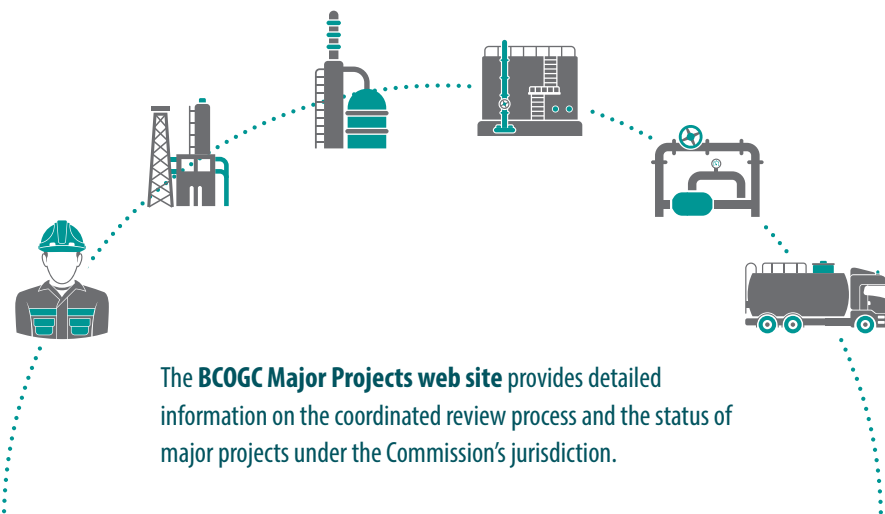 The BCOGC Major Projects web site provides detailed
information on the coordinated review process and the status of
major projects under the Commission’s jurisdiction.